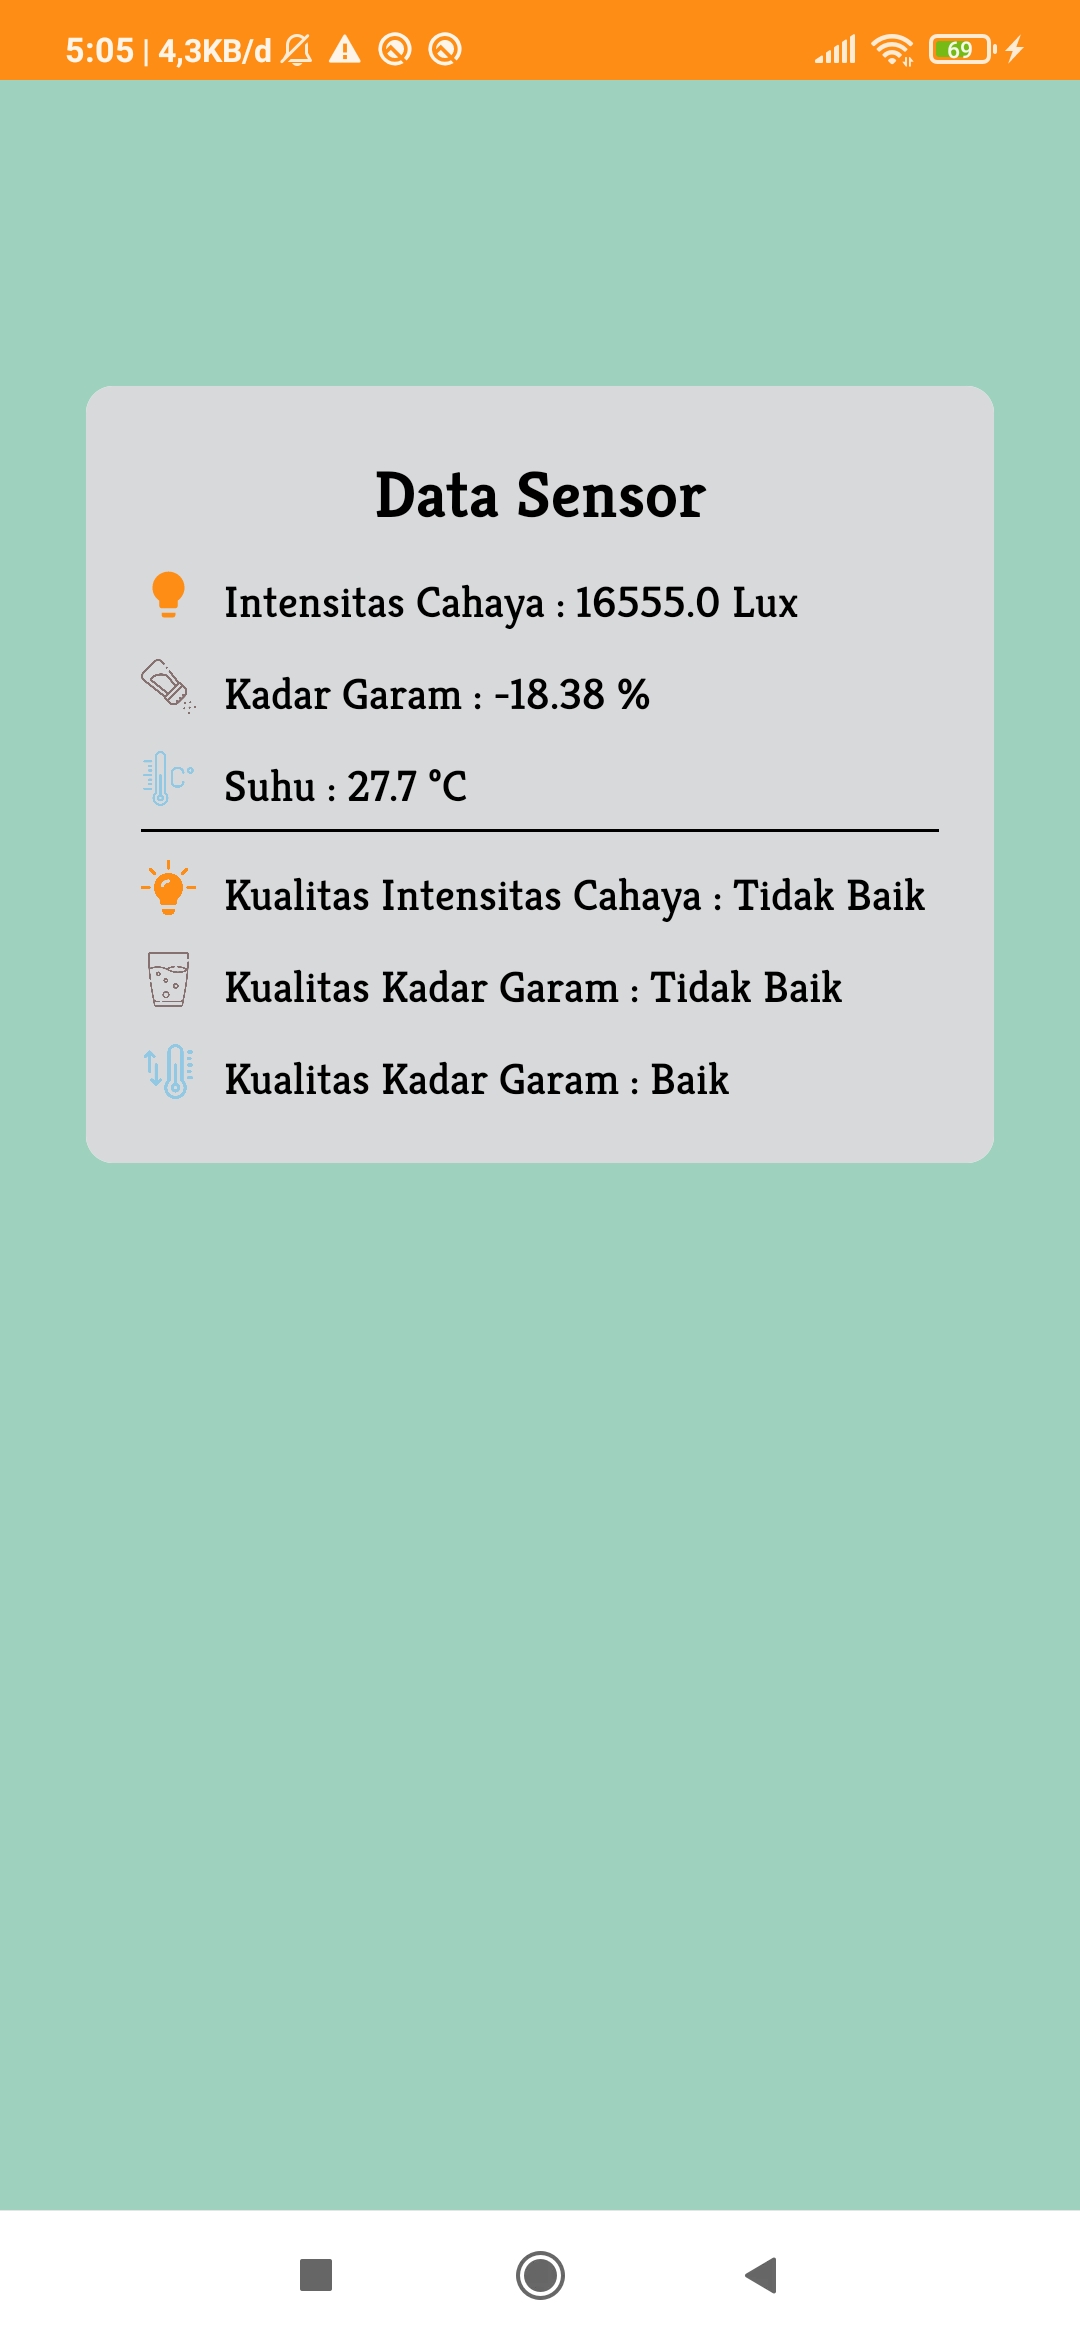 5:05 | 4,3KB/d
69
Data Sensor
Intensitas Cahaya : 16555.0 Lux
Kadar Garam : -18.38 %
C°
Suhu : 27.7 °C
Kualitas Intensitas Cahaya : Tidak Baik
Kualitas Kadar Garam : Tidak Baik
Kualitas Kadar Garam : Baik